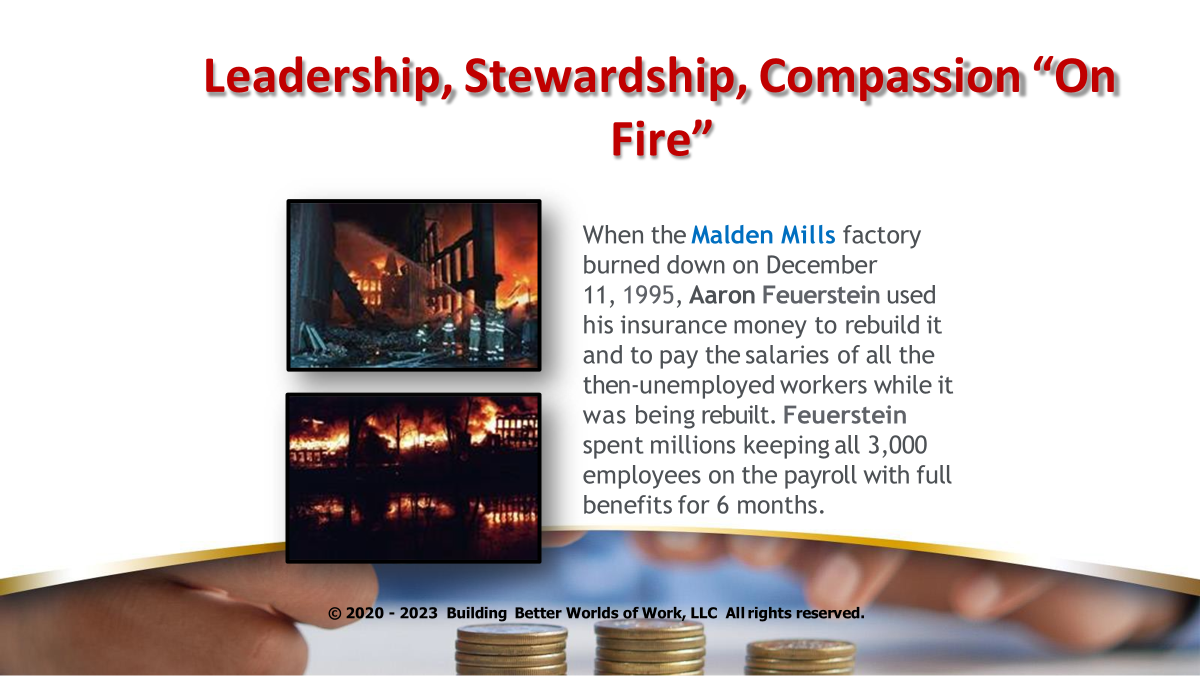 Leadership, Stewardship, Compassion “On
Fire”
When the Malden Mills factory
burned down on December
11, 1995, Aaron Feuerstein used
his insurance money to rebuild it
and to pay the salaries of all the
then-unemployed workers while it
was being rebuilt. Feuerstein
spent millions keeping all 3,000
employees on the payroll with full
benefits for 6 months.
© 2020 - 2023 Building Better Worlds of Work, LLC All rights reserved.